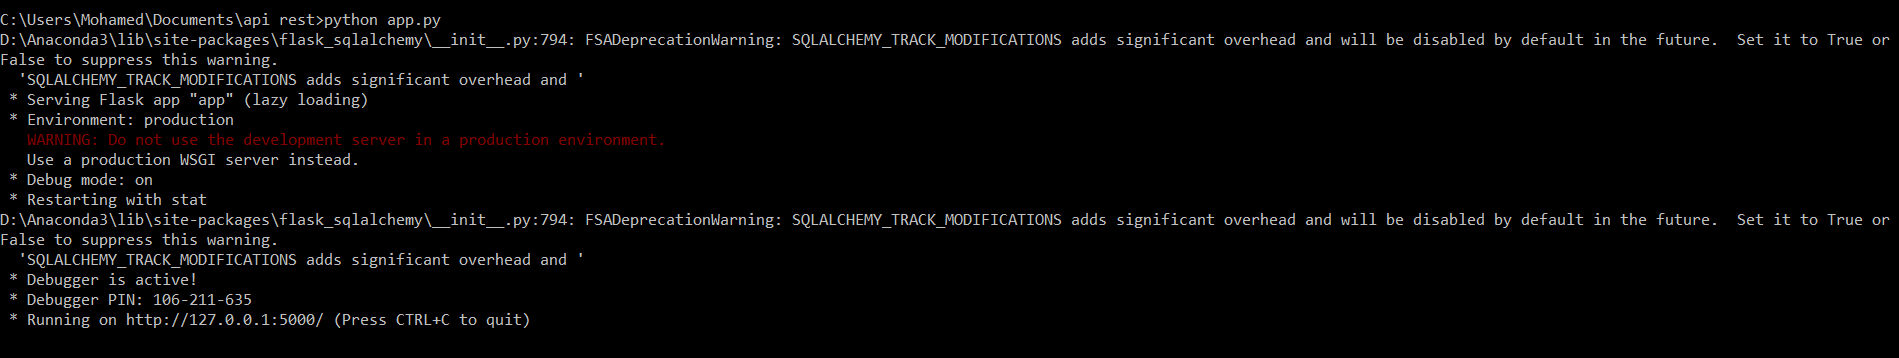 C:\Users\Mohamed\Documents\api rest>python app.py
D:\Anaconda3\lib\site-packages\flask_sqlalchemy\__init__.py:794: FSADeprecationWarning: SQLALCHEMY_TRACK_MODIFICATIONS adds significant overhead and will be disabled by default in the future.  Set it to True or
False to suppress this warning.
  'SQLALCHEMY_TRACK_MODIFICATIONS adds significant overhead and '
 * Serving Flask app "app" (lazy loading)
 * Environment: production
   WARNING: Do not use the development server in a production environment.
   Use a production WSGI server instead.
 * Debug mode: on
 * Restarting with stat
D:\Anaconda3\lib\site-packages\flask_sqlalchemy\__init__.py:794: FSADeprecationWarning: SQLALCHEMY_TRACK_MODIFICATIONS adds significant overhead and will be disabled by default in the future.  Set it to True or
False to suppress this warning.
  'SQLALCHEMY_TRACK_MODIFICATIONS adds significant overhead and '
 * Debugger is active!
 * Debugger PIN: 106-211-635
 * Running on http://127.0.0.1:5000/ (Press CTRL+C to quit)